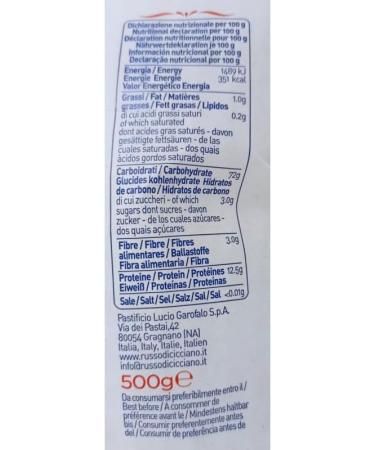 Dichiarazione nutrizionale per 100 g
Nutritional declaration per 100 g
Déclaration nutritionnelle pour 100 g
Nährwertdeklaration je 100 g
Información nutricional por 100 g
Declaração nutricional por 100 g
Energia / Energy 1489 kJ
Énergie Energie 351 kcal
Valor Energético Energia
Grassi / Fat / Matières 1.0g
grasses / Fett grasas / Lipidos
di cui acidi grassi saturi 0.2g
of which saturated
dont acides gras saturés - davon
gesättigte fettsäuren - de las
cuales saturadas - dos quais
ácidos gordos saturados
Carboidrati / Carbohydrate 72g
Glucides kohlenhydrate Hidratos
de carbono / Hidratos de carbono
di cui zuccheri - of which 3.0g
sugars dont sucres - davon
zucker - de los cuales azúcares -
dos quais açúcares
Fibre / Fibre / Fibres 3.0g
alimentaires / Ballastoffe
Fibra alimentaria / Fibra
Proteine / Protein / Protéines 12.5g
Eiweiß / Proteinas / Proteinas
Sale / Salt / Sel / Salz / Sal / Sal <0.01g
Pastificio Lucio Garofalo S.p.A.
Via dei Pastai,42
80054 Gragnano (NA)
Italia, Italy, Italie, Italien
www.russodicicciano.it
info@russodicicciano.it
500g℮
Da consumarsi preferibilmente entro il /
Best before / A consommer de
préférence avant le / Mindestens haltbar
bis / Consumir preferentemente antes
del / Consumir de preferência antes de